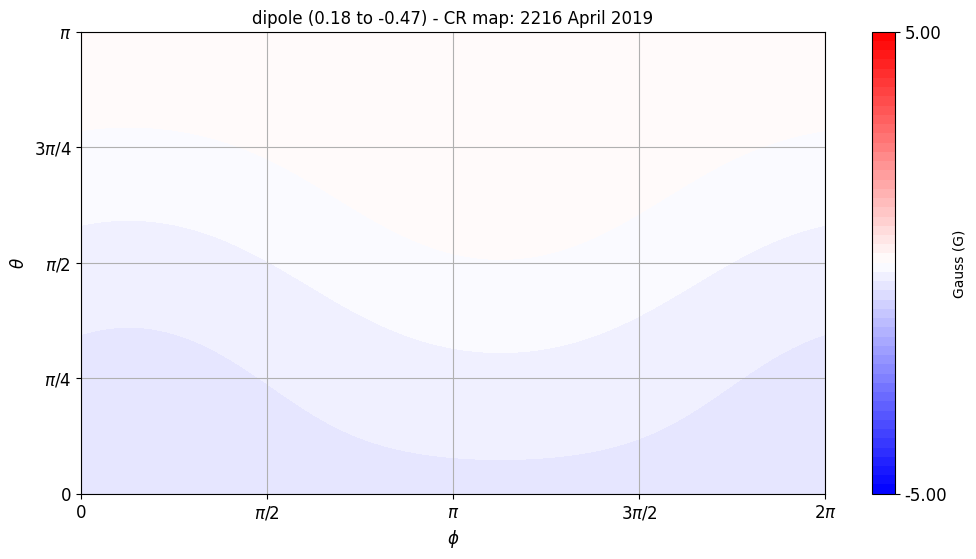 dipole (0.18 to -0.47) - CR map: 2216 April 2019
π
3π/4
π/2
π/4
0
θ
0
π/2
π
3π/2
2π
ϕ
5.00
-5.00
Gauss (G)